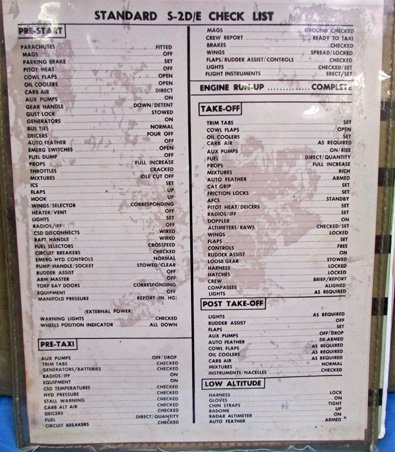 STANDARD S-2D/E CHECK LIST
PRE-START
PARACHUTES FITTED
MAGS OFF
PARKING BRAKE SET
PITOT HEAT OFF
COWL FLAPS OPEN
OIL COOLERS OPEN
CARB AIR DIRECT
AUX PUMPS ON
GEAR HANDLE DOWN/DETENT
GUST LOCK STOWED
GENERATORS ON
BUS TIES NORMAL
DEICERS FOUR OFF
AUTO FEATHER OFF
EMERG SWITCHES OPEN
FUEL DUMP OFF
PROPS FULL INCREASE
THROTTLES CRACKED
MIXTURES IDLE CUT OFF
ICS SET
FLAPS UP
HOOK UP
WINGS/SELECTOR CORRESPONDING
HEATER/VENT OFF
LIGHTS SET
RADIOS/IFF OFF
CSD DISCONNECTS WIRED
RAFT HANDLE WIRED
FUEL SELECTORS CROSSFEED
CIRCUIT BREAKERS CHECKED
EMERG HYD CONTROLS NORMAL
PUMP HANDLE/SOCKET STOWED/CLEAR
RUDDER ASSIST OFF
ARM MASTER OFF
TORP BAY DOORS CORRESPONDING
EQUIPMENT OFF
MANIFOLD PRESSURE REPORT (IN HG)
(EXTERNAL POWER)
WARNING LIGHTS CHECKED
WHEELS POSITION INDICATOR ALL DOWN
PRE-TAXI
AUX PUMPS OFF/DROP
TRIM TABS CHECKED
GENERATORS/BATTERIES CHECKED
RADIOS/IFF ON
EQUIPMENT ON
CSD TEMPERATURES CHECKED
HYD PRESSURE CHECKED
STALL WARNING CHECKED
CARB ALT AIR CHECKED
DEICERS CHECKED
FUEL DIRECT/QUANTITY
CIRCUIT BREAKERS CHECKED
MAGS GROUND CHECKED
CREW REPORT READY TO TAXI
BRAKES CHECKED
WINGS SPREAD/LOCKED
FLAPS/RUDDER ASSIST/CONTROLS CHECKED
LIGHTS CHECKED/SET
FLIGHT INSTRUMENTS ERECT/SET
ENGINE RUN-UP ............... COMPLETE
TAKE-OFF
TRIM TABS SET
COWL FLAPS OPEN
OIL COOLERS SET
CARB AIR AS REQUIRED
AUX PUMPS ON/RISE
FUEL DIRECT/QUANTITY
PROPS FULL INCREASE
MIXTURES RICH
AUTO FEATHER ARMED
CAT GRIP SET
FRICTION LOCKS SET
AFCS STANDBY
PITOT HEAT/DEICERS SET
RADIOS/IFF SET
DOPPLER ON
ALTIMETERS/RAWS CHECKED/SET
WINGS LOCKED
FLAPS SET
CONTROLS FREE
RUDDER ASSIST ON
LOOSE GEAR STOWED
HARNESS LOCKED
HATCHES LOCKED
CREW BRIEF/REPORT
COMPASSES ALIGNED
LIGHTS AS REQUIRED
POST TAKE-OFF
LIGHTS AS REQUIRED
RUDDER ASSIST OFF
FLAPS SET
AUX PUMPS OFF/DROP
AUTO FEATHER DE-ARMED
COWL FLAPS AS REQUIRED
OIL COOLERS AS REQUIRED
CARB AIR AS REQUIRED
MIXTURES NORMAL
INSTRUMENTS/NACELLES CHECKED
LOW ALTITUDE
HARNESS LOCK
GLOVES ON
CHIN STRAPS TIGHT
RADOME UP
RADAR ALTIMETER ON
AUTO FEATHER ARMED